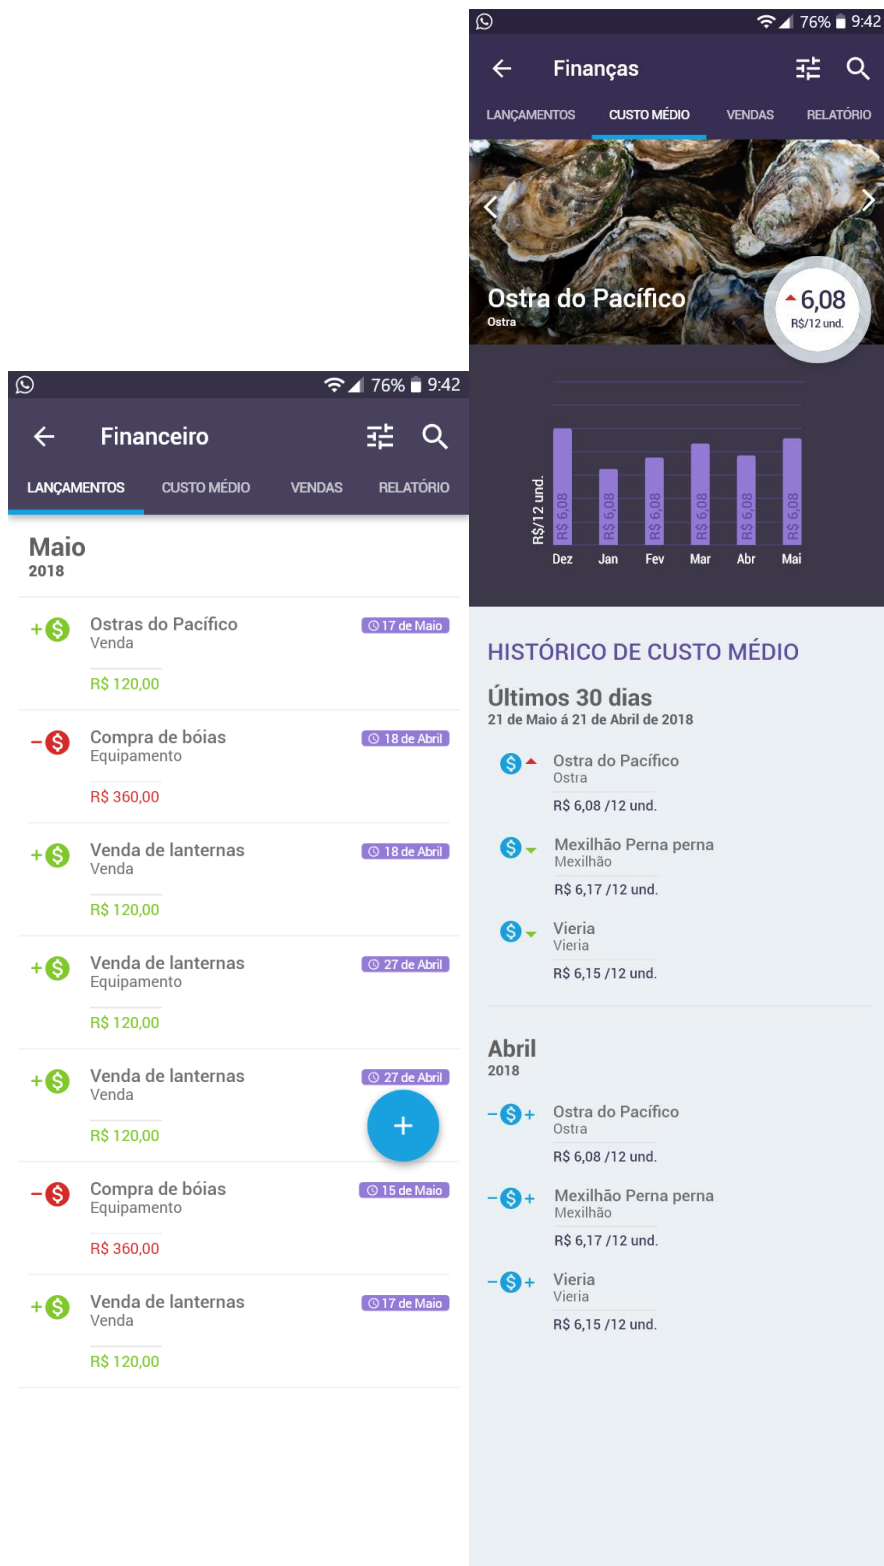 76% 9:42
Financeiro
LANÇAMENTOS CUSTO MÉDIO VENDAS RELATÓRIO
Maio
2018
Ostras do Pacífico 17 de Maio
Venda
R$ 120,00
Compra de bóias 18 de Abril
Equipamento
R$ 360,00
Venda de lanternas 18 de Abril
Venda
R$ 120,00
Venda de lanternas 27 de Abril
Equipamento
R$ 120,00
Venda de lanternas 27 de Abril
Venda
R$ 120,00
Compra de bóias 15 de Maio
Equipamento
R$ 360,00
Venda de lanternas 17 de Maio
Venda
R$ 120,00
76% 9:42
Finanças
LANÇAMENTOS CUSTO MÉDIO VENDAS RELATÓRIO
Ostra do Pacífico
Ostra
6,08
R$/12 und.
R$/12 und.
R$ 6,08 R$ 6,08 R$ 6,08 R$ 6,08 R$ 6,08 R$ 6,08
Dez Jan Fev Mar Abr Mai
HISTÓRICO DE CUSTO MÉDIO
Últimos 30 dias
21 de Maio á 21 de Abril de 2018
Ostra do Pacífico
Ostra
R$ 6,08 /12 und.
Mexilhão Perna perna
Mexilhão
R$ 6,17 /12 und.
Vieria
Vieria
R$ 6,15 /12 und.
Abril
2018
Ostra do Pacífico
Ostra
R$ 6,08 /12 und.
Mexilhão Perna perna
Mexilhão
R$ 6,17 /12 und.
Vieria
Vieria
R$ 6,15 /12 und.